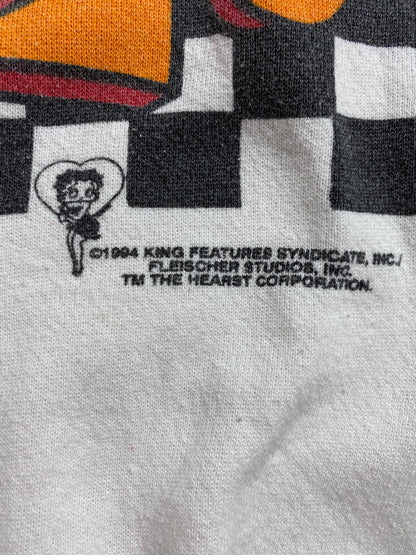 ©1994 KING FEATURES SYNDICATE, INC./
FLEISCHER STUDIOS, INC.
TM THE HEARST CORPORATION.